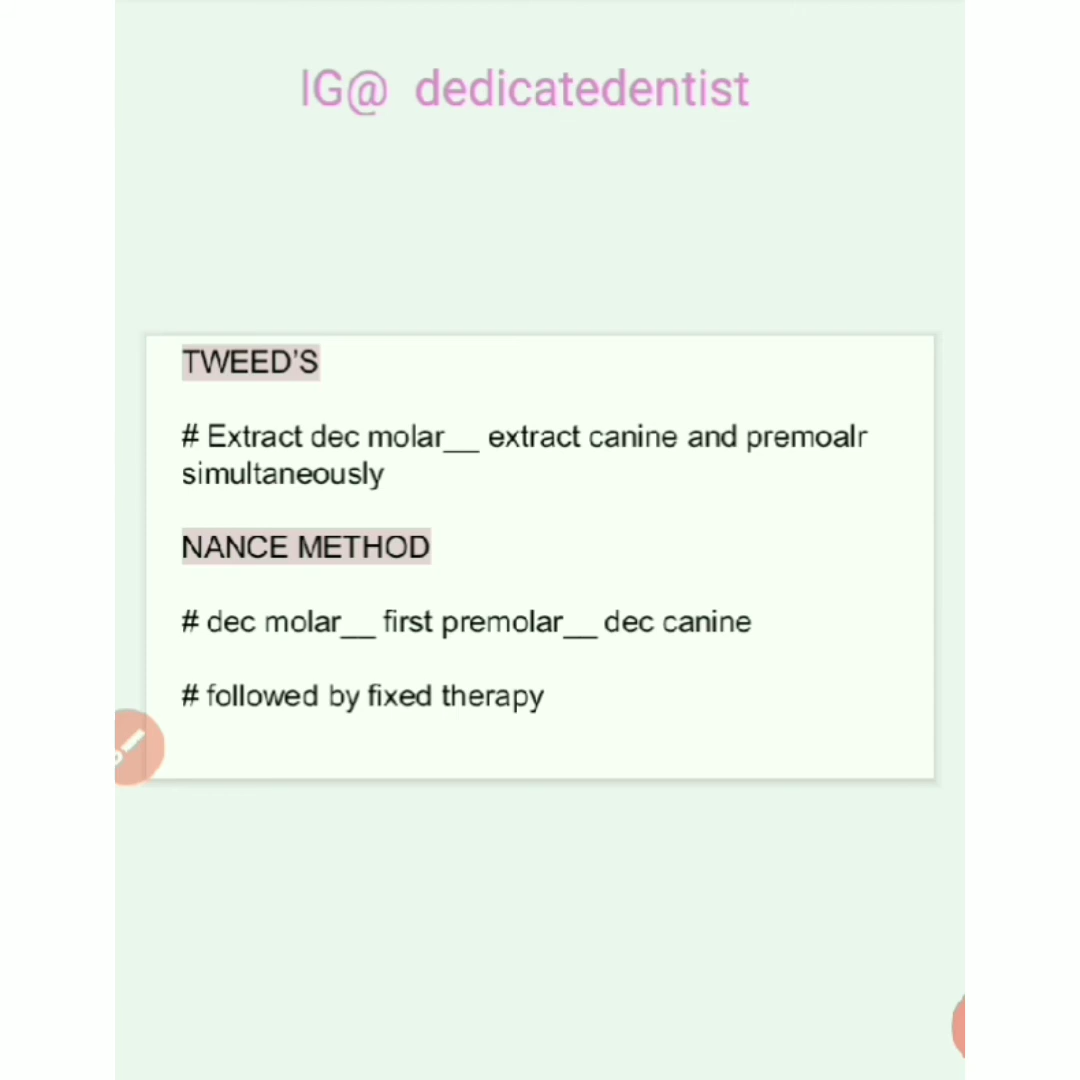 IG@ dedicatedentist
TWEED'S
# Extract dec molar__ extract canine and premoalr
simultaneously
NANCE METHOD
# dec molar__ first premolar__ dec canine
# followed by fixed therapy